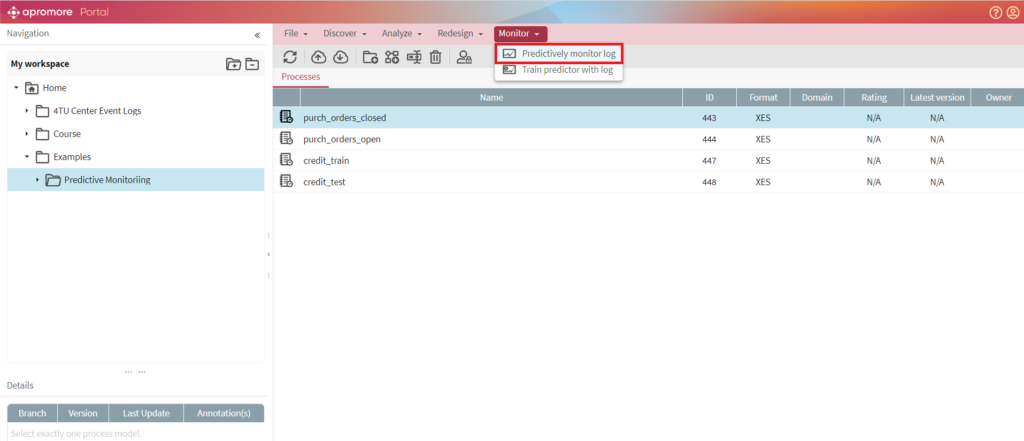 apromore Portal
Navigation
File Discover Analyze Redesign Monitor
My workspace
Predictively monitor log
Train predictor with log
Processes
Home
4TU Center Event Logs
Course
Examples
Predictive Monitoriing
Name ID Format Domain Rating Latest version Owner
purch_orders_closed 443 XES N/A N/A
purch_orders_open 444 XES N/A N/A
credit_train 447 XES N/A N/A
credit_test 448 XES N/A N/A
Details
Branch Version Last Update Annotation(s)
Select exactly one process model.